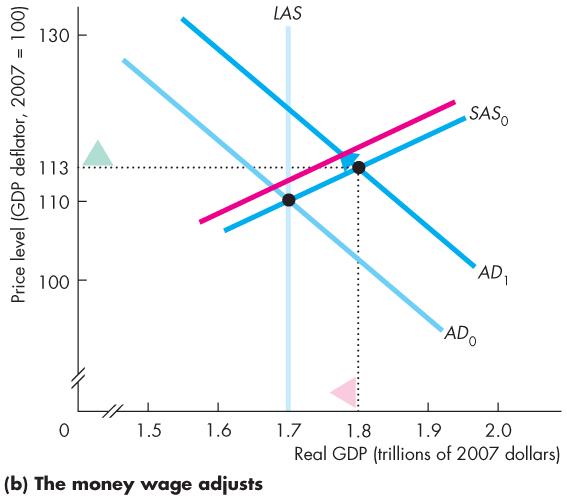 Price level (GDP deflator, 2007 = 100)
LAS
130
SAS0
113
110
AD1
100
AD0
0
1.5
1.6
1.7
1.8
1.9
2.0
Real GDP (trillions of 2007 dollars)
(b) The money wage adjusts